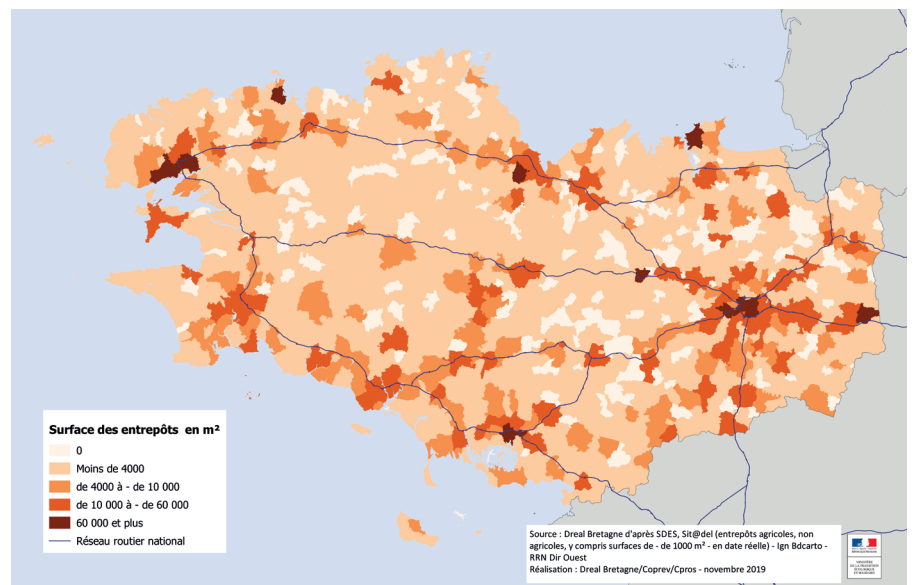 Surface des entrepôts en m²
0
Moins de 4000
de 4000 à - de 10 000
de 10 000 à - de 60 000
60 000 et plus
Réseau routier national
Source : Dreal Bretagne d'après SDES, Sit@del (entrepôts agricoles, non
agricoles, y compris surfaces de - de 1000 m² - en date réelle) - Ign Bdcarto -
RRN Dir Ouest
Réalisation : Dreal Bretagne/Coprev/Cpros - novembre 2019